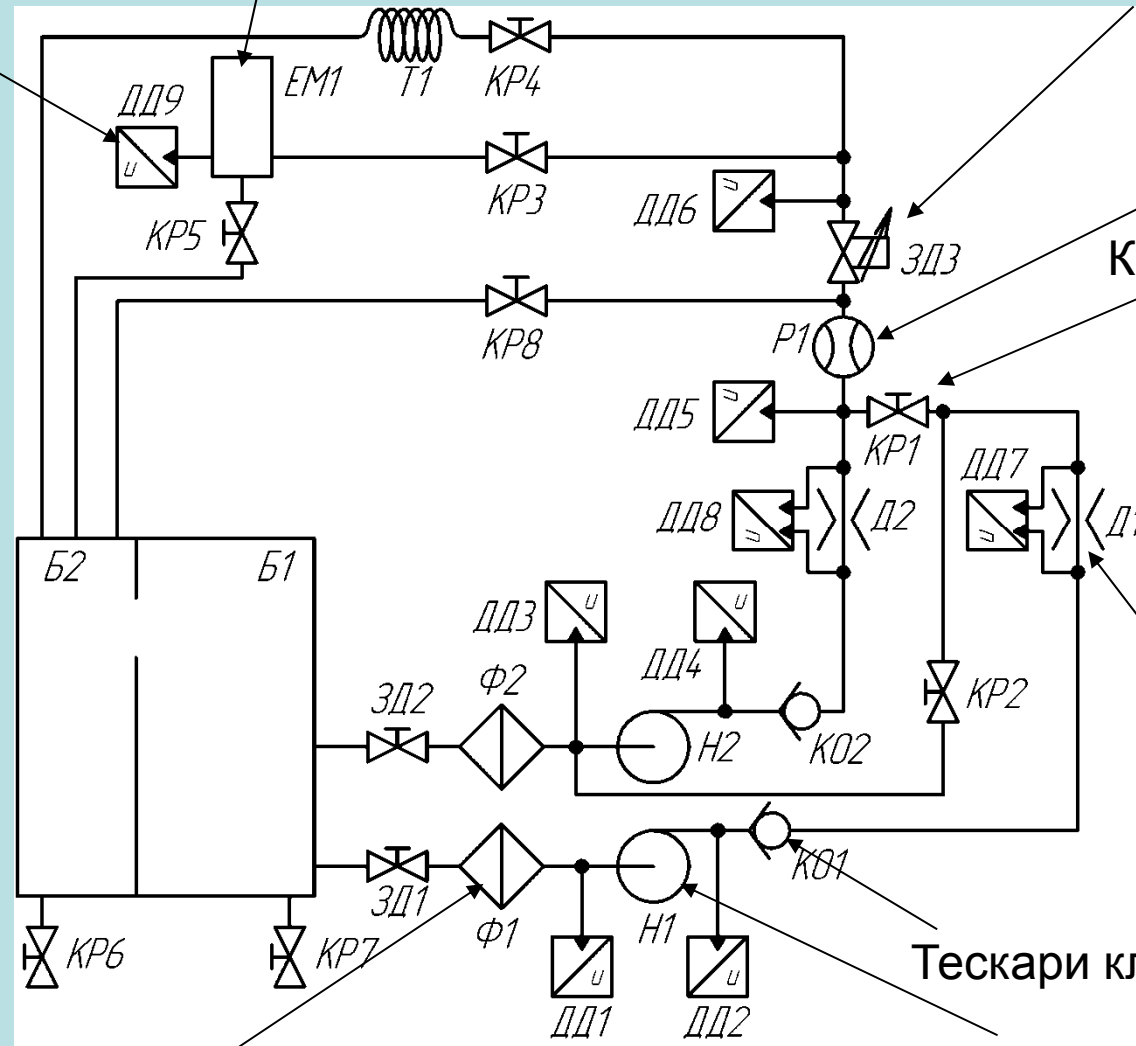 ЕМ1
Т1
КР4
ДД9
u
КР3
ДД6
u
КР5
ЗД3
К
КР8
Р1
ДД5
u
КР1
ДД7
u
ДД8
u
Д2
Б2
Б1
ДД3
u
ДД4
u
Ф2
ЗД2
КР2
Н2
КО2
КО1
ЗД1
Ф1
Н1
КР6
КР7
u
u
Тескари кл
ДД1
ДД2